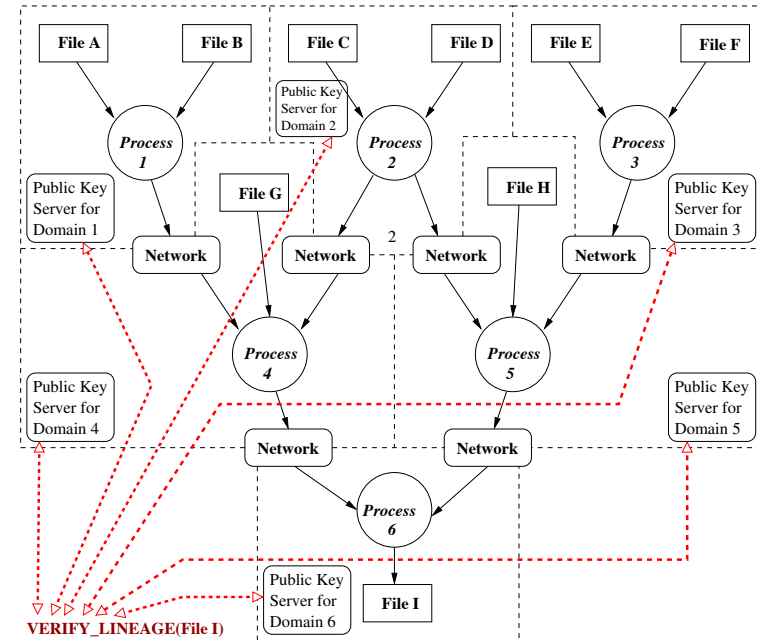 File A
File B
File C
File D
File E
File F
Public Key
Server for
Domain 2
Process
1
Process
2
Process
3
Public Key
Server for
Domain 1
File G
File H
Public Key
Server for
Domain 3
2
Network
Network
Network
Network
Process
4
Process
5
Public Key
Server for
Domain 4
Public Key
Server for
Domain 5
Network
Network
Process
6
Public Key
Server for
Domain 6
File I
VERIFY_LINEAGE(File I)